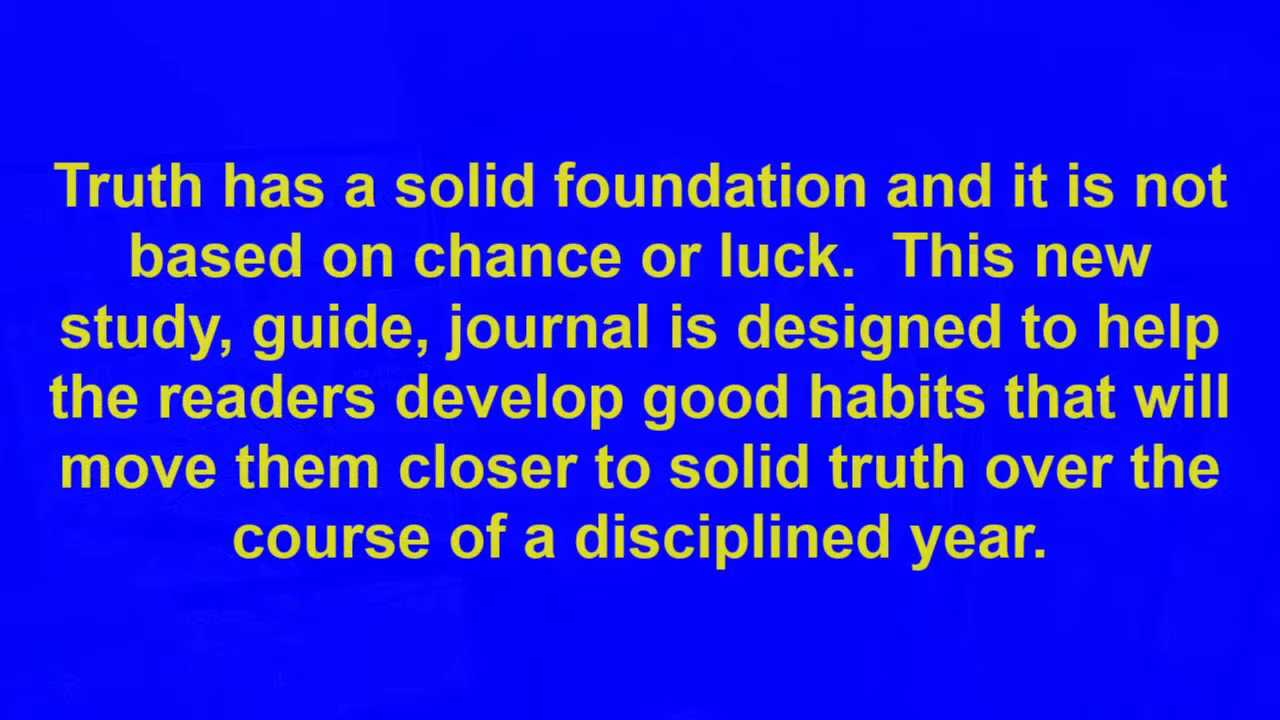 Truth has a solid foundation and it is not
based on chance or luck.  This new
study, guide, journal is designed to help
the readers develop good habits that will
move them closer to solid truth over the
course of a disciplined year.